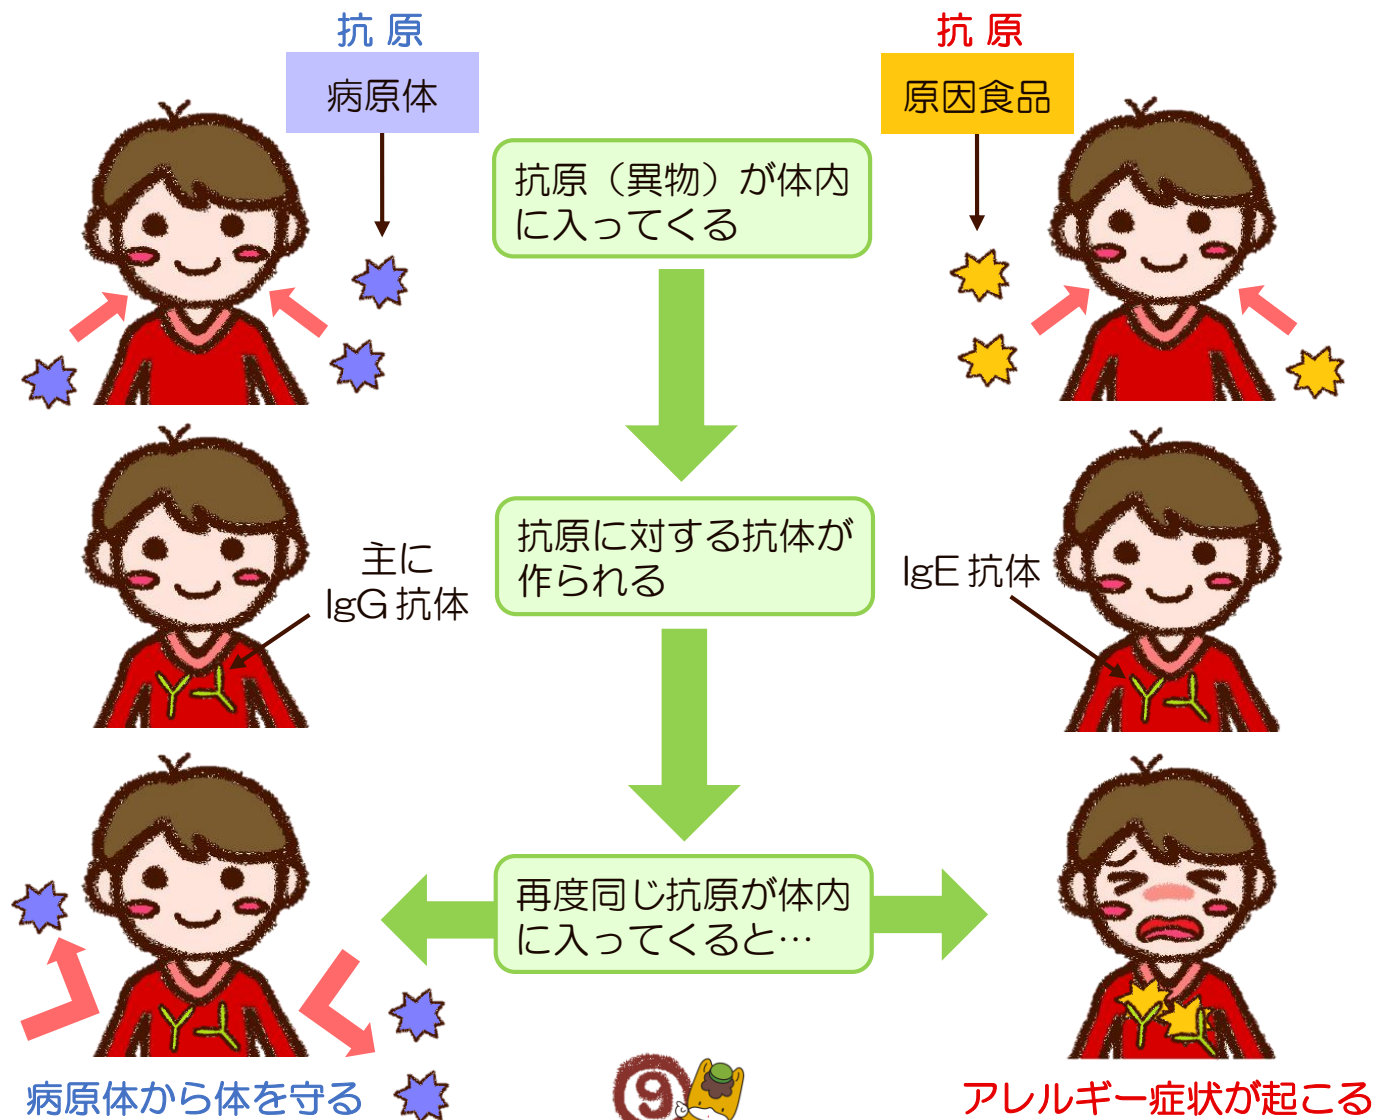 抗 原
病原体
抗 原
原因食品
抗原（異物）が体内
に入ってくる
主に
IgG 抗体
抗原に対する抗体が
作られる
IgE 抗体
再度同じ抗原が体内
に入ってくると…
病原体から体を守る
⑨
アレルギー症状が起こる